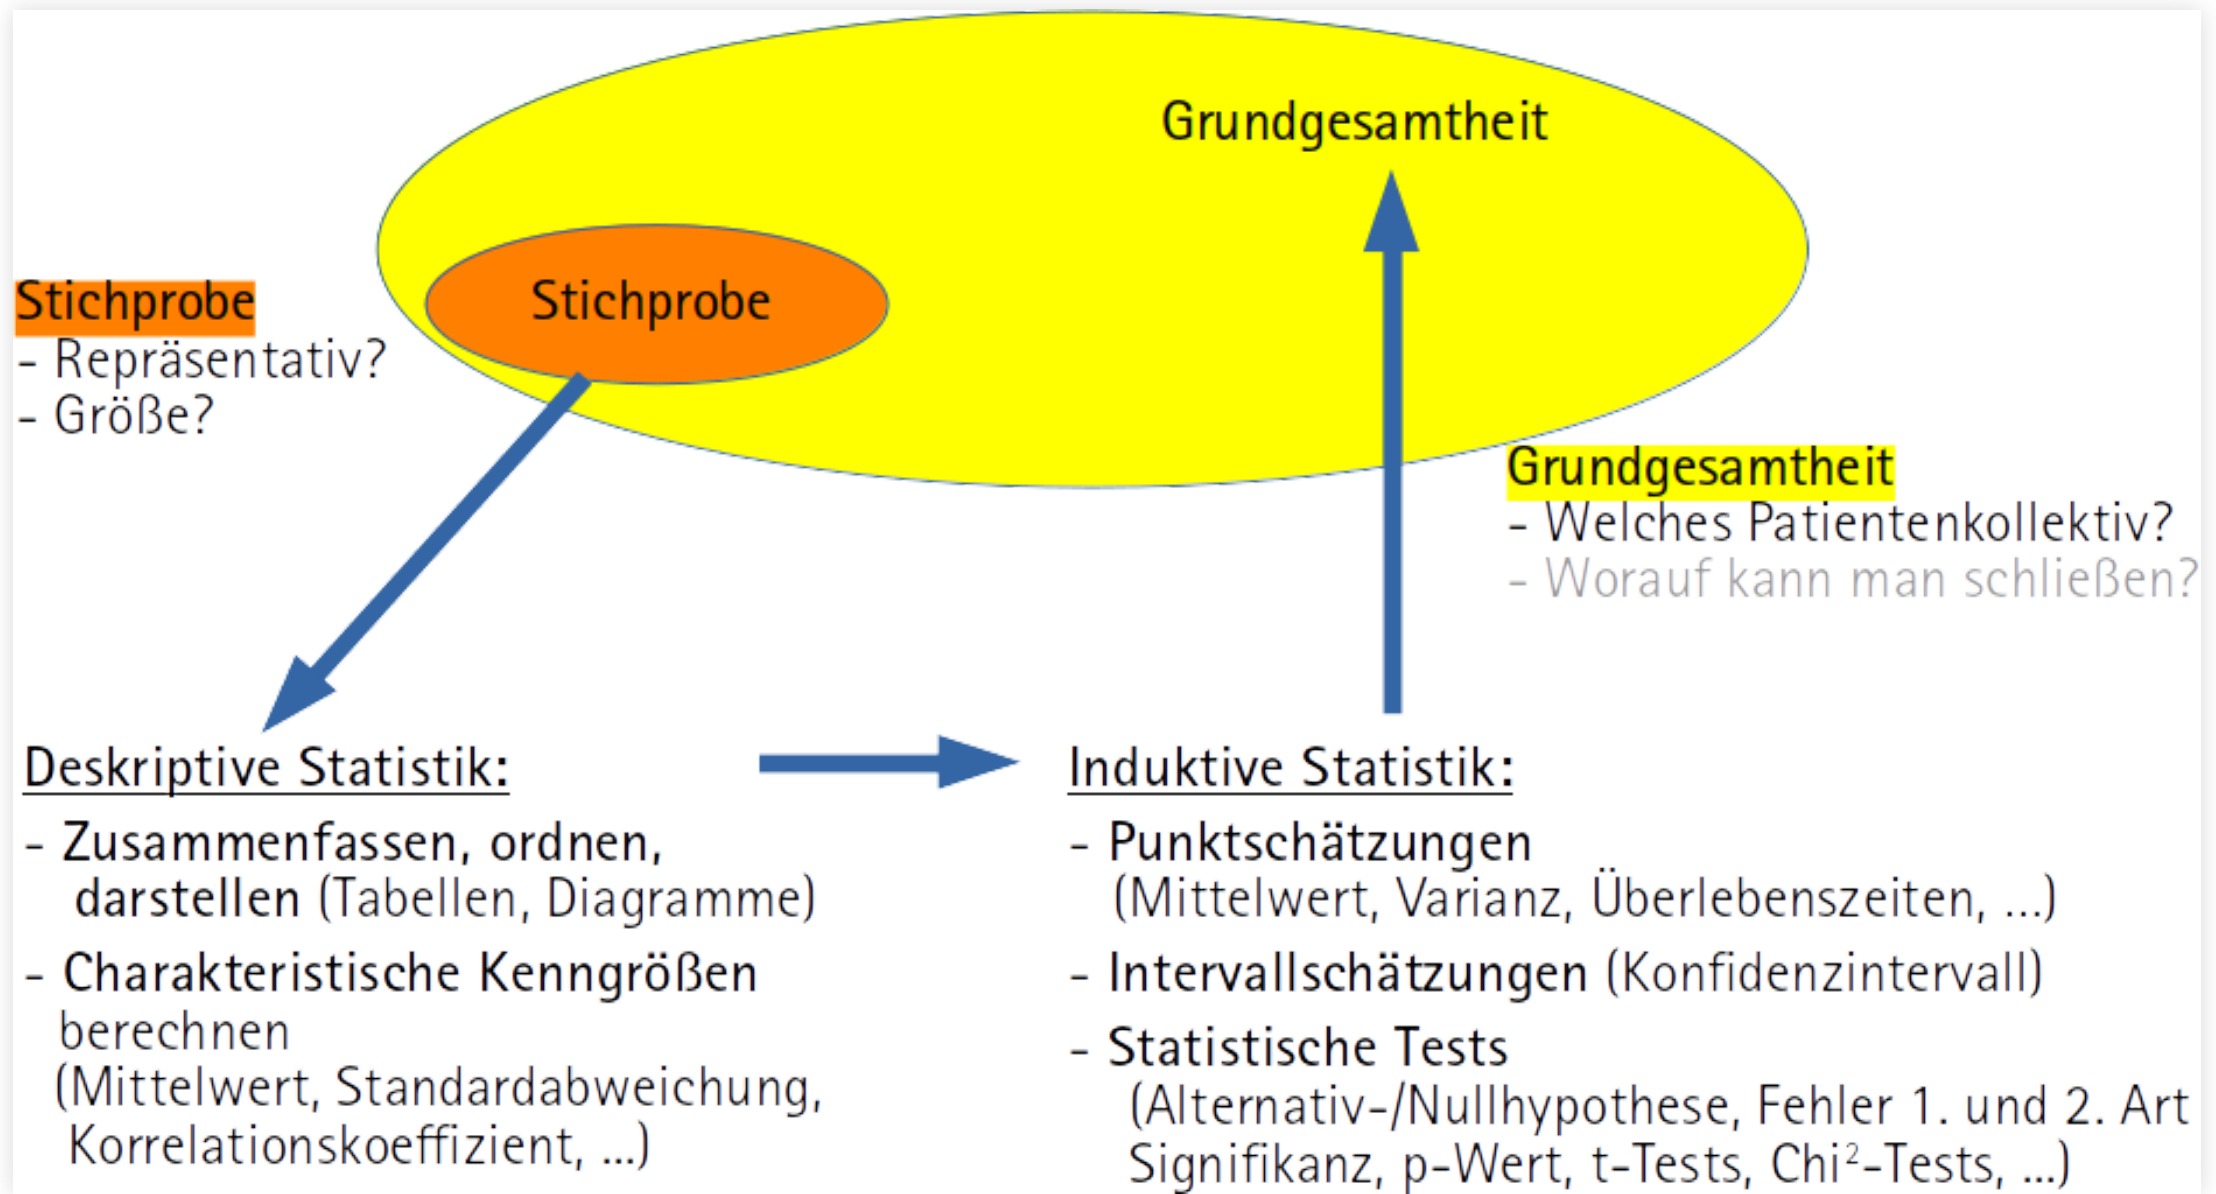 Grundgesamtheit
Stichprobe
Stichprobe
- Repräsentativ?
- Größe?
Grundgesamtheit
- Welches Patientenkollektiv?
- Worauf kann man schließen?
Deskriptive Statistik:
- Zusammenfassen, ordnen,
darstellen (Tabellen, Diagramme)
- Charakteristische Kenngrößen
berechnen
(Mittelwert, Standardabweichung,
Korrelationskoeffizient, ...)
Induktive Statistik:
- Punktschätzungen
(Mittelwert, Varianz, Überlebenszeiten, ...)
- Intervallschätzungen (Konfidenzintervall)
- Statistische Tests
(Alternativ-/Nullhypothese, Fehler 1. und 2. Art
Signifikanz, p-Wert, t-Tests, Chi²-Tests, ...)